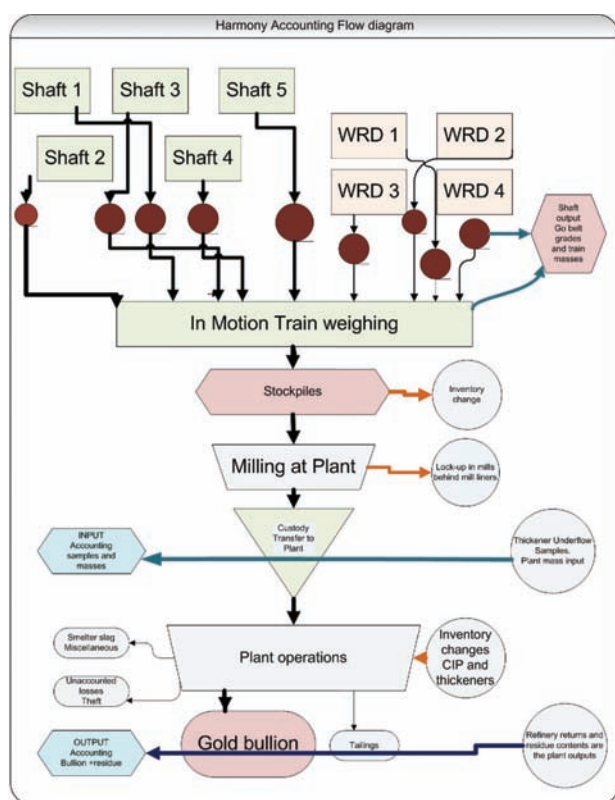 Harmony Accounting Flow diagram
Shaft 1
Shaft 3
Shaft 5
Shaft 2
Shaft 4
WRD 1
WRD 2
WRD 3
WRD 4
Shaft
output
Go belt
grades
and train
masses
In Motion Train weighing
Stockpiles
Inventory
change
Milling at Plant
Lock-up in mills
behind mill liners.
Custody
Transfer to
Plant
INPUT
Accounting
samples and
masses
Thickener Underflow
Samples.
Plant mass input
Smelter slag
Miscellaneous
Plant operations
Inventory
changes
CIP and
thickeners
Unaccounted
losses
Theft
Gold bullion
Tailings
OUTPUT
Accounting
Bullion +residue
Refinery returns and
residue contents are
the plant outputs